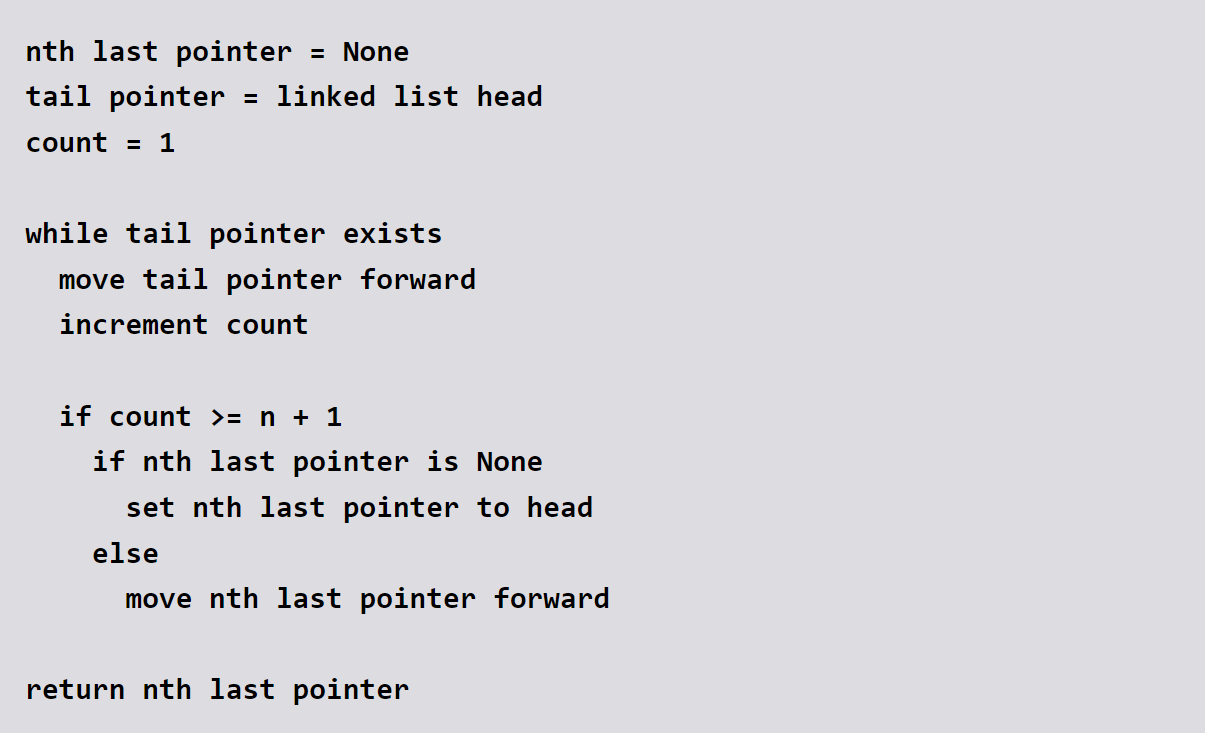 nth last pointer = None
tail pointer = linked list head
count = 1
while tail pointer exists
move tail pointer forward
increment count
if count >= n + 1
if nth last pointer is None
set nth last pointer to head
else
move nth last pointer forward
return nth last pointer